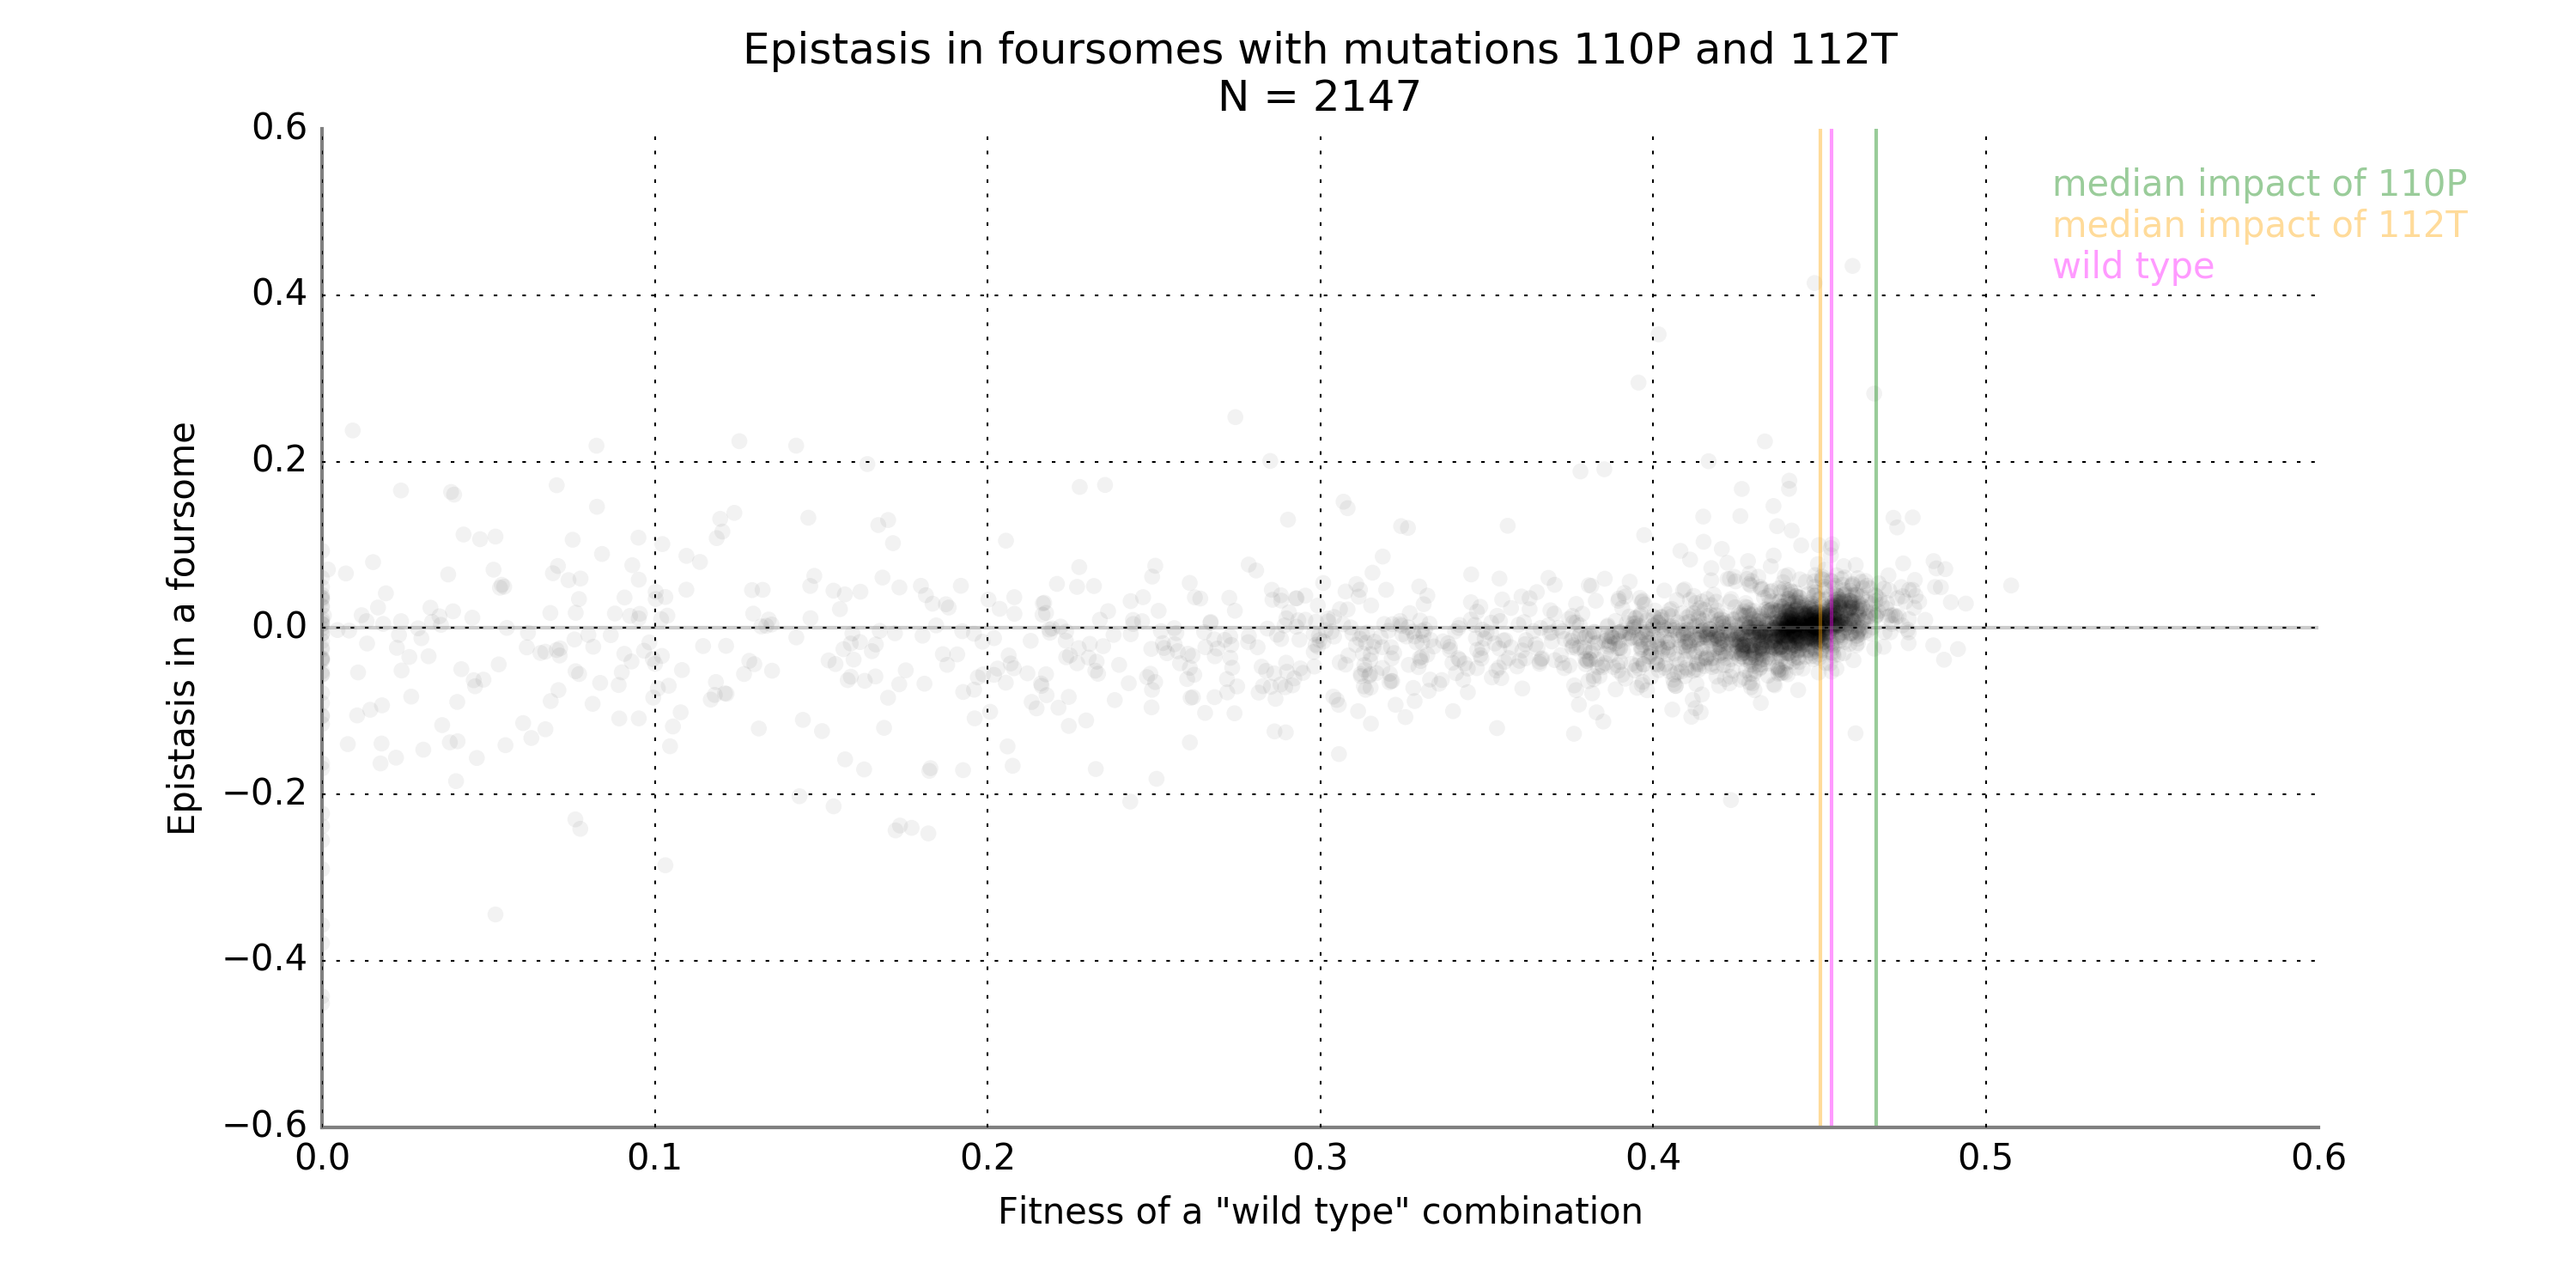 Epistasis in foursomes with mutations 110P and 112T
N = 2147
0.6
0.4
0.2
0.0
−0.2
−0.4
−0.6
Epistasis in a foursome
median impact of 110P
median impact of 112T
wild type
0.0 0.1 0.2 0.3 0.4 0.5 0.6
Fitness of a "wild type" combination